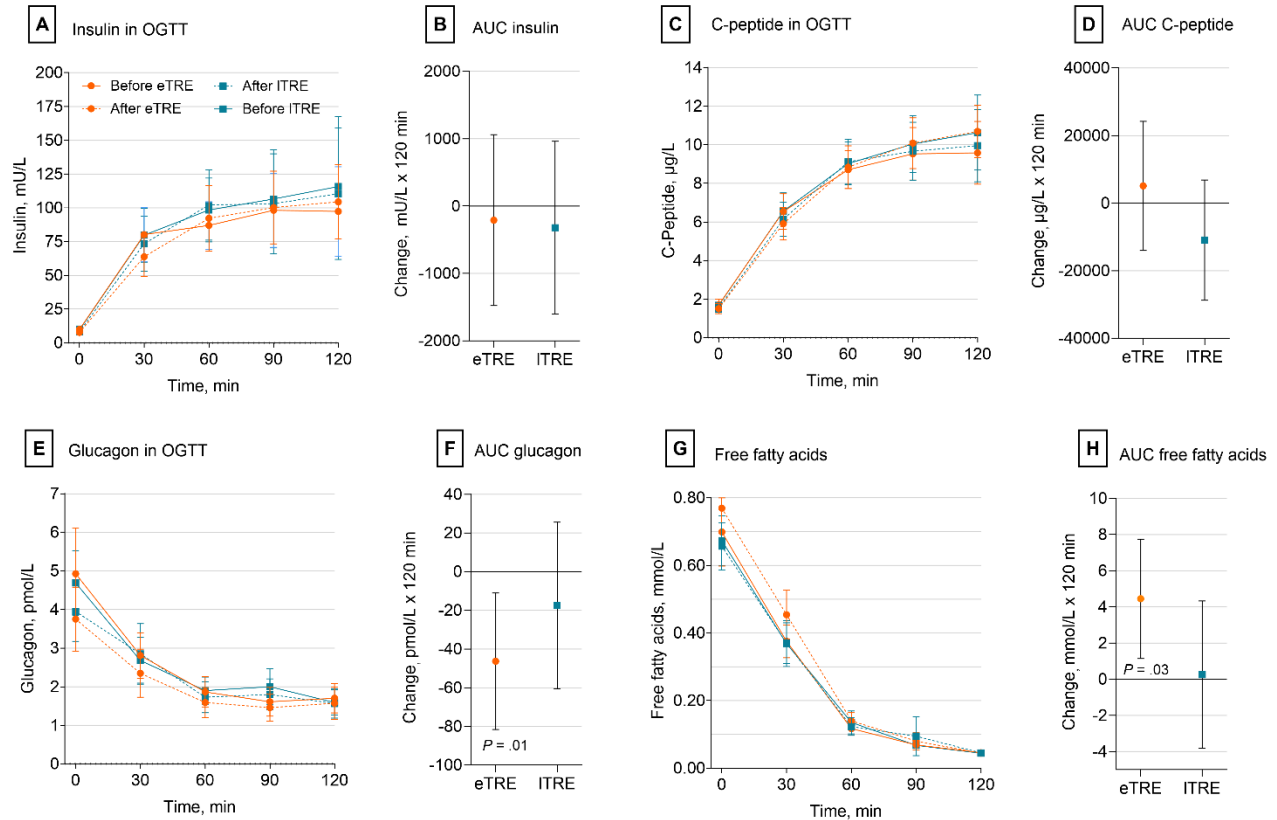 A Insulin in OGTT
Insulin, mU/L
200
175
150
125
100
75
50
25
0
Before eTRE
After lTRE
After eTRE
Before lTRE
0 30 60 90 120
Time, min
B AUC insulin
Change, mU/L x 120 min
2000
1000
0
-1000
-2000
eTRE lTRE
C C-peptide in OGTT
C-Peptide, µg/L
14
12
10
8
6
4
2
0
0 30 60 90 120
Time, min
D AUC C-peptide
Change, µg/L x 120 min
40000
20000
0
-20000
-40000
eTRE lTRE
E Glucagon in OGTT
Glucagon, pmol/L
7
6
5
4
3
2
1
0
0 30 60 90 120
Time, min
F AUC glucagon
Change, pmol/L x 120 min
40
20
0
-20
-40
-60
-80
-100
P = .01
eTRE lTRE
G Free fatty acids
Free fatty acids, mmol/L
0.80
0.60
0.40
0.20
0.00
0 30 60 90 120
Time, min
H AUC free fatty acids
Change, mmol/L x 120 min
10
8
6
4
2
0
-2
-4
P = .03
eTRE lTRE